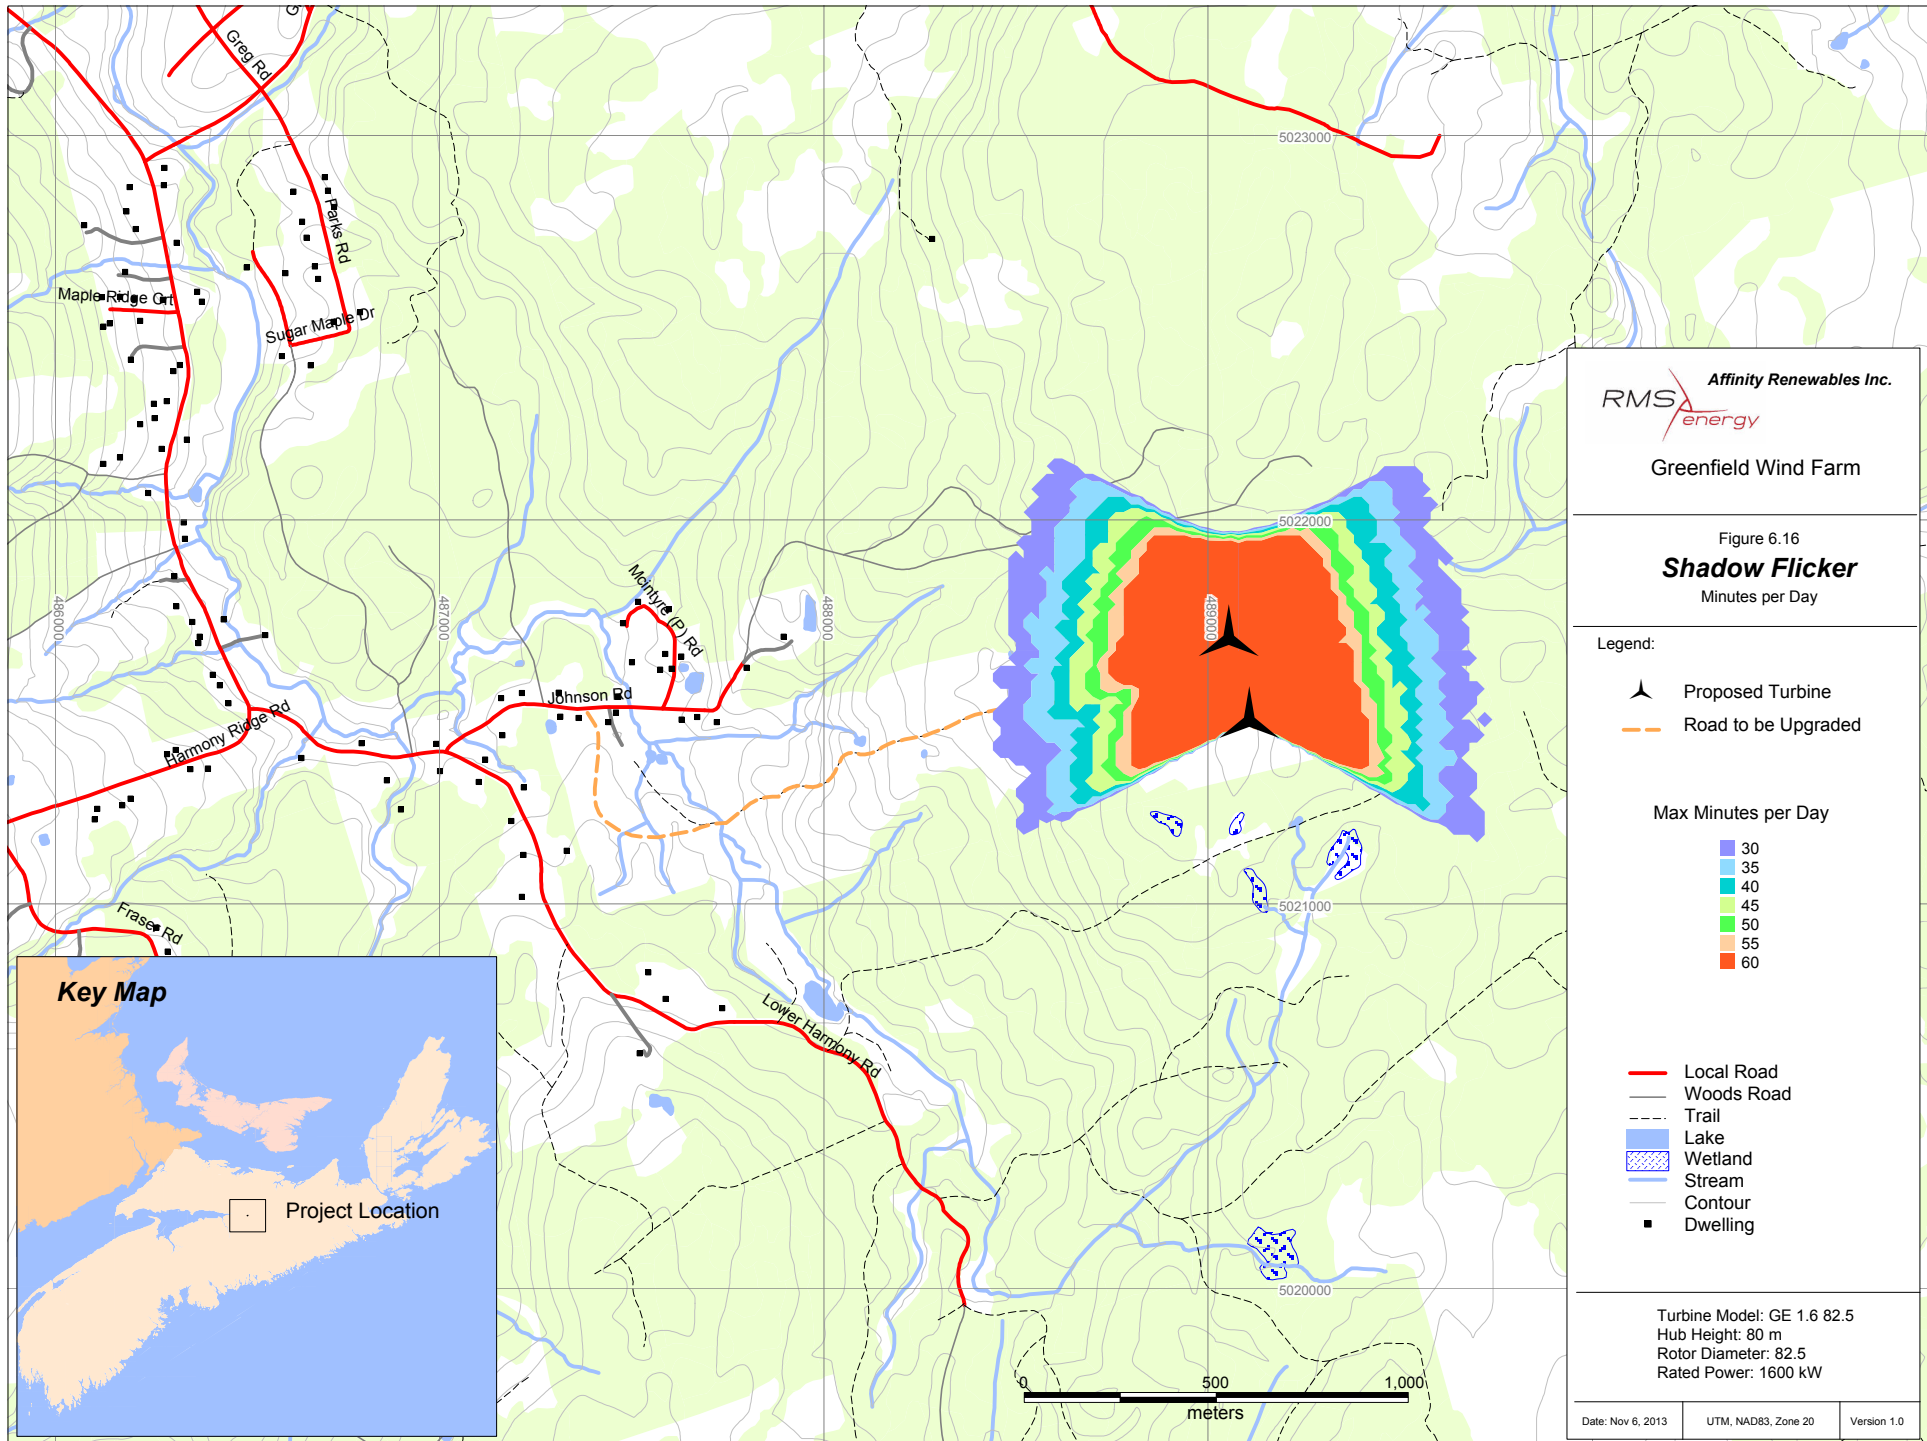 G
Greg Rd
Parks Rd
Maple Ridge Crt
Sugar Maple Dr
5023000
5022000
486000
487000
488000
489000
Mcintyre (P) Rd
Johnson Rd
Harmony Ridge Rd
Fraser Rd
5021000
Lower Harmony Rd
5020000
Key Map
Project Location
0 500 1,000
meters
Affinity Renewables Inc.
RMS
energy
Greenfield Wind Farm
Figure 6.16
Shadow Flicker
Minutes per Day
Legend:
Proposed Turbine
Road to be Upgraded
Max Minutes per Day
30
35
40
45
50
55
60
Local Road
Woods Road
Trail
Lake
Wetland
Stream
Contour
Dwelling
Turbine Model: GE 1.6 82.5
Hub Height: 80 m
Rotor Diameter: 82.5
Rated Power: 1600 kW
Date: Nov 6, 2013
UTM, NAD83, Zone 20
Version 1.0